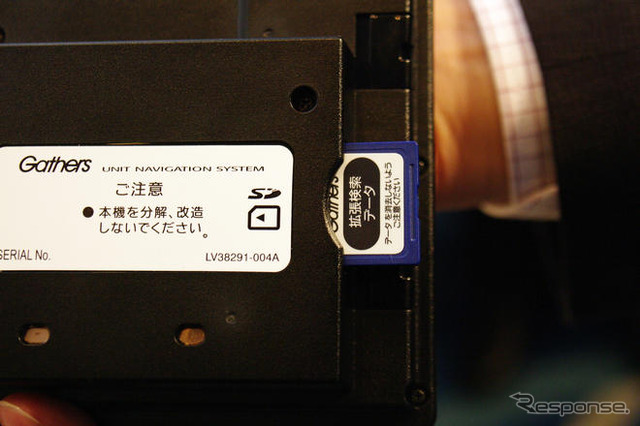 Gathers UNIT NAVIGATION SYSTEM
ご注意
SD
●本機を分解、改造
しないでください。
SERIAL No.
LV38291-004A
Gathers
拡張検索
データ
データを消去しないよう
ご注意ください
Response.